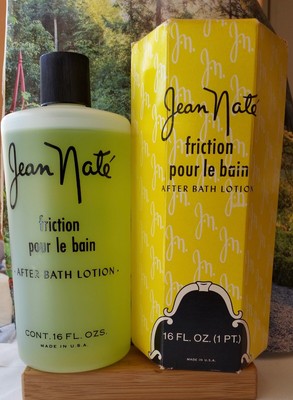 Jean Naté
friction
pour le bain
· AFTER BATH LOTION ·
CONT. 16 FL. OZS.
MADE IN U.S.A.
Jean Naté
friction
pour le bain
AFTER BATH LOTION
16 FL. OZ. (1 PT.)
MADE IN U.S.A.